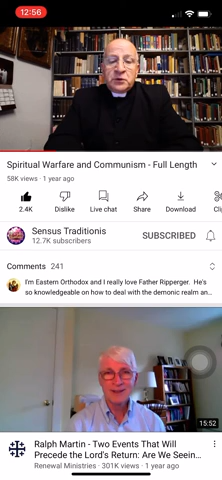 12:56
Spiritual Warfare and Communism - Full Length
58K views · 1 year ago
2.4K
Dislike
Live chat
Share
Download
Cli
Sensus Traditionis
12.7K subscribers
SUBSCRIBED
Comments 241
I'm Eastern Orthodox and I really love Father Ripperger. He's
so knowledgeable on how to deal with the demonic realm an...
15:52
Ralph Martin - Two Events That Will
Precede the Lord's Return: Are We Seein...
Renewal Ministries · 301K views · 1 year ago